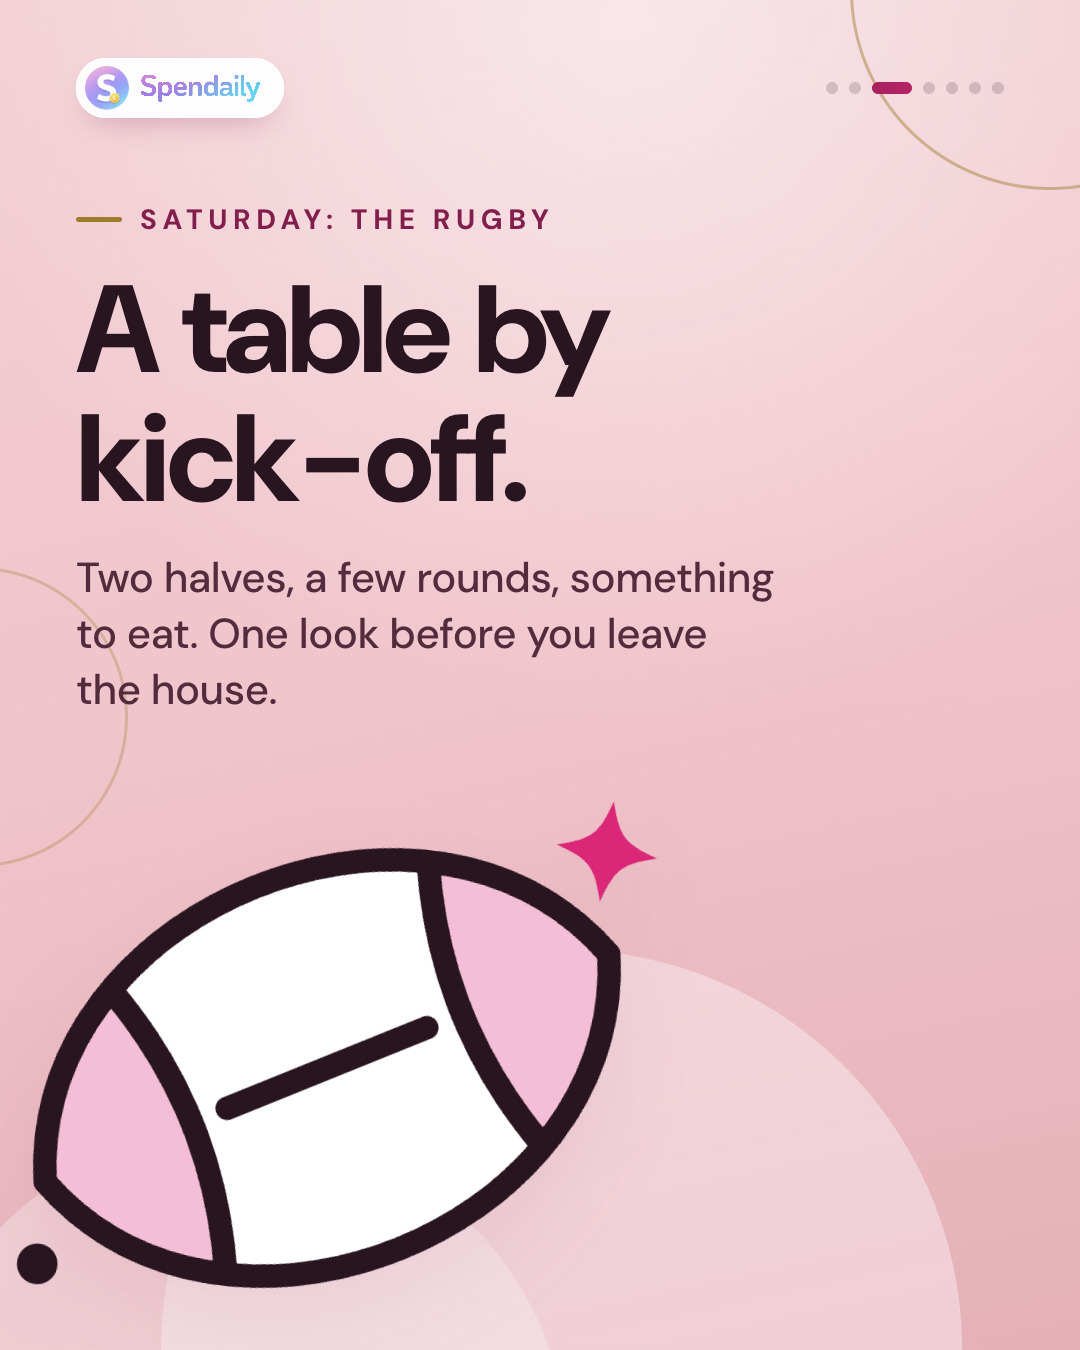 Spendaily
SATURDAY: THE RUGBY
A table by
kick-off.
Two halves, a few rounds, something
to eat. One look before you leave
the house.